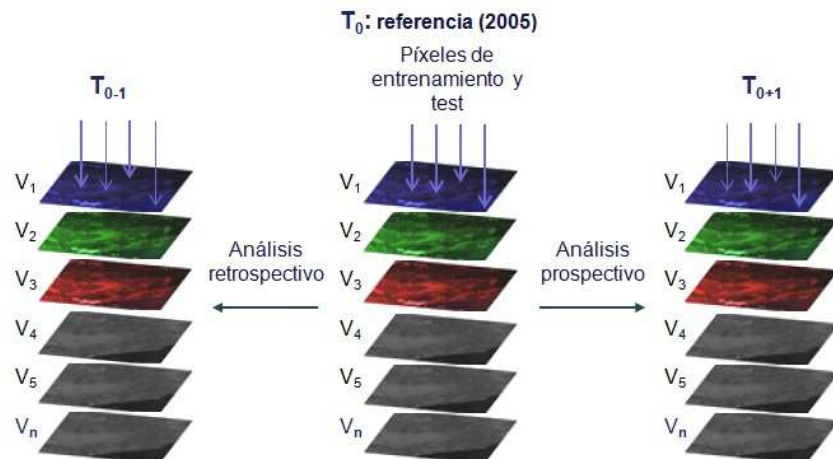 T0: referencia (2005)
Píxeles de
entrenamiento y
test
T0-1
T0+1
V1
V2
V3
V4
V5
Vn
Análisis
retrospectivo
V1
V2
V3
V4
V5
Vn
Análisis
prospectivo
V1
V2
V3
V4
V5
Vn